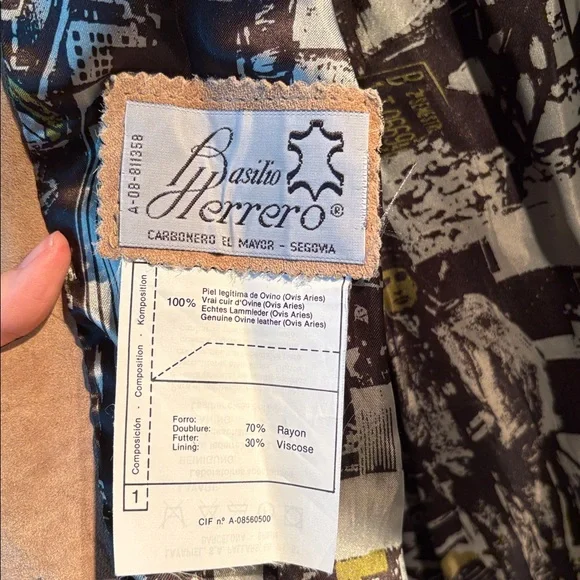 A-08-811358
Basilio
Herrero®
CARBONERO EL MAYOR - SEGOVIA
Composición - Composition - Composition - Komposition
1
100%
Piel legítima de Ovino (Ovis Aries)
Vrai cuir d'Ovine (Ovis Aries)
Echtes Lammleder (Ovis Aries)
Genuine Ovine leather (Ovis Aries)
Forro:
Doublure: 70% Rayon
Futter: 30% Viscose
Lining:
CIF n.º A-08560500